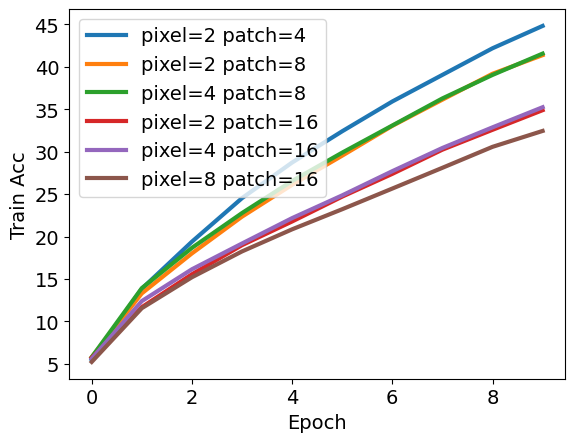 45
40
35
30
25
20
15
10
5
Train Acc
pixel=2 patch=4
pixel=2 patch=8
pixel=4 patch=8
pixel=2 patch=16
pixel=4 patch=16
pixel=8 patch=16
0 2 4 6 8
Epoch